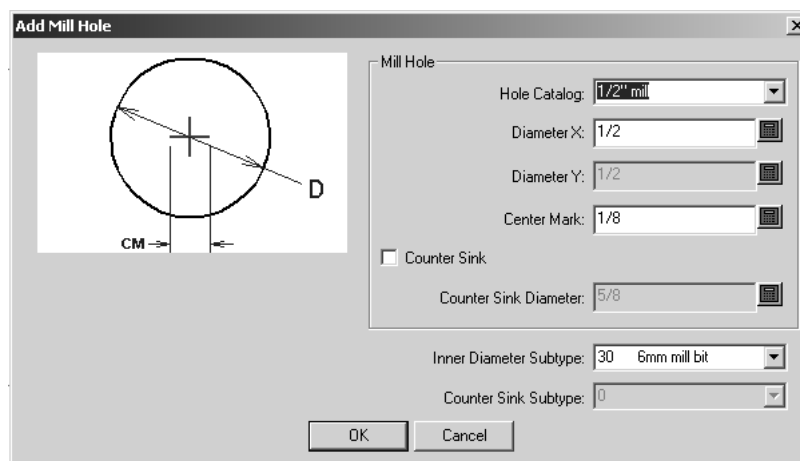 Add Mill Hole
D
CM
Mill Hole
Hole Catalog: 1/2" mill
Diameter X: 1/2
Diameter Y: 1/2
Center Mark: 1/8
Counter Sink
Counter Sink Diameter: 5/8
Inner Diameter Subtype: 30 6mm mill bit
Counter Sink Subtype: 0
OK Cancel